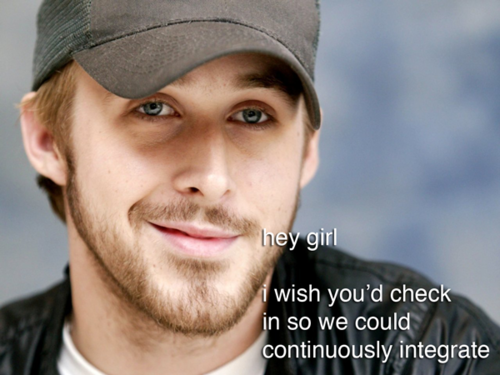 hey girl
i wish you'd check
in so we could
continuously integrate